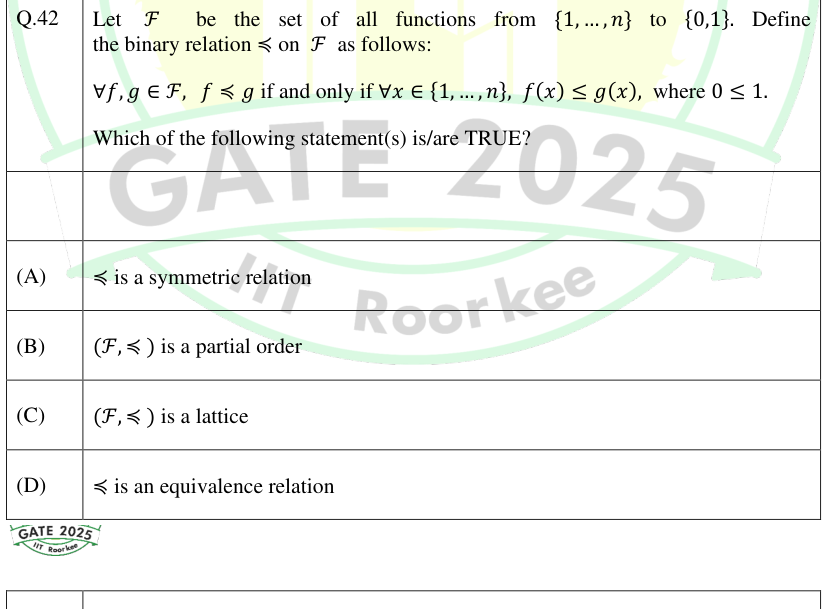 Q.42 Let ℱ be the set of all functions from {1, … , n} to {0,1}. Define
the binary relation ≼ on ℱ as follows:
∀f, g ∈ ℱ, f ≼ g if and only if ∀x ∈ {1, … , n}, f(x) ≤ g(x), where 0 ≤ 1.
Which of the following statement(s) is/are TRUE?
GATE 2025
(A) ≼ is a symmetric relation
IIT Roorkee
(B) (ℱ, ≼ ) is a partial order
(C) (ℱ, ≼ ) is a lattice
(D) ≼ is an equivalence relation
GATE 2025
IIT Roorkee